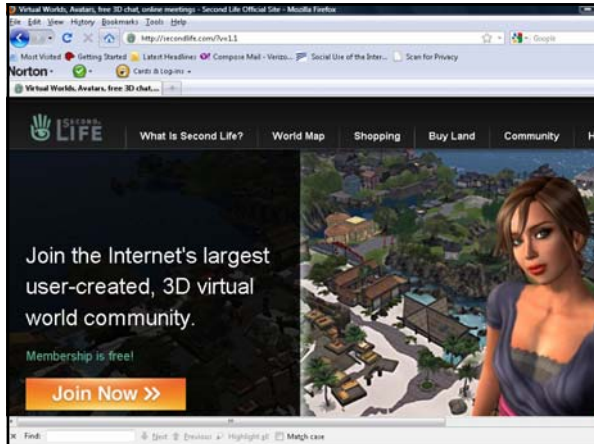 Virtual Worlds, Avatars, free 3D chat, online meetings - Second Life Official Site - Mozilla Firefox
File Edit View History Bookmarks Tools Help
http://secondlife.com/?v=1.1 Google
Most Visited Getting Started Latest Headlines Compose Mail - Verizo... Social Use of the Inter... Scan for Privacy
Norton Cards & Log-ins
Virtual Worlds, Avatars, free 3D chat,...
SECOND LIFE What Is Second Life? World Map Shopping Buy Land Community H
Join the Internet's largest
user-created, 3D virtual
world community.
Membership is free!
Join Now >>
Find: Next Previous Highlight all Match case